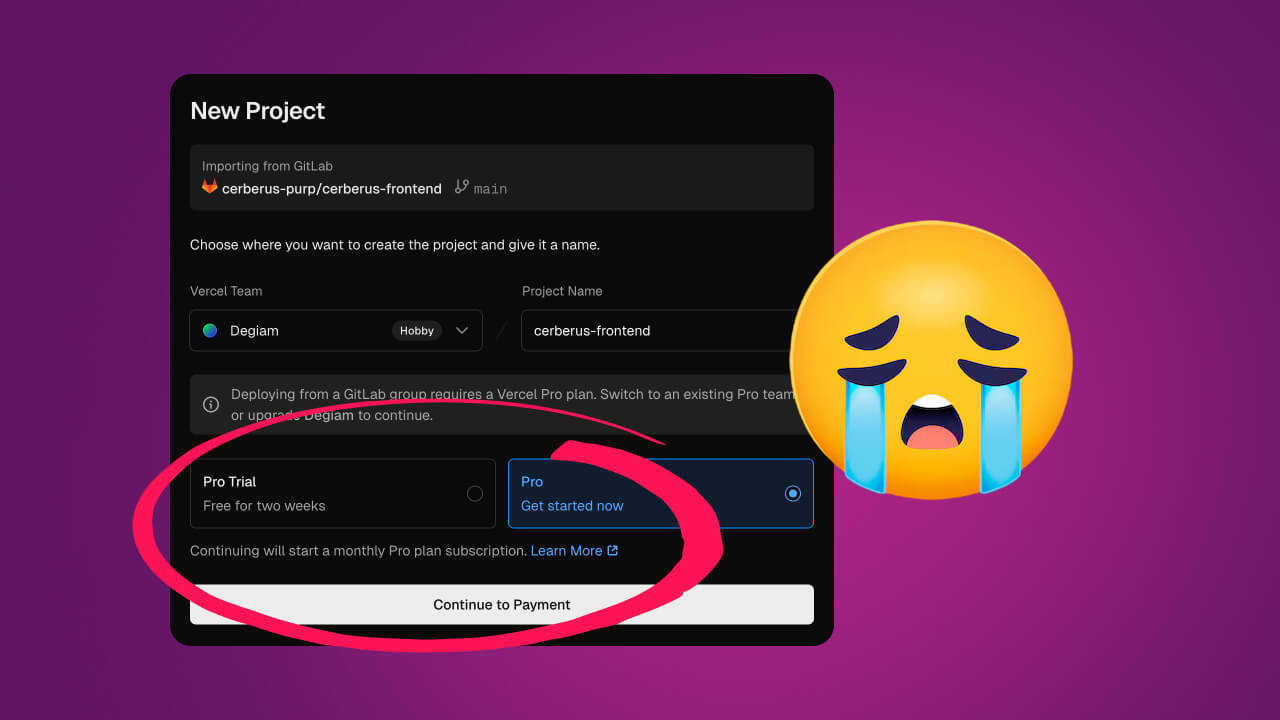 New Project
Importing from GitLab
cerberus-purp/cerberus-frontend main
Choose where you want to create the project and give it a name.
Vercel Team
Project Name
Degiam Hobby
cerberus-frontend
Deploying from a GitLab group requires a Vercel Pro plan. Switch to an existing Pro team
or upgrade Degiam to continue.
Pro Trial
Free for two weeks
Pro
Get started now
Continuing will start a monthly Pro plan subscription. Learn More
Continue to Payment